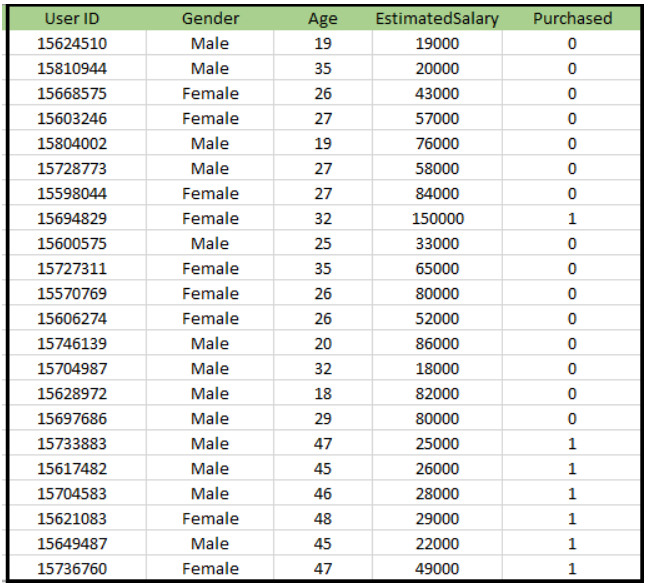 User ID Gender Age EstimatedSalary Purchased
15624510 Male 19 19000 0
15810944 Male 35 20000 0
15668575 Female 26 43000 0
15603246 Female 27 57000 0
15804002 Male 19 76000 0
15728773 Male 27 58000 0
15598044 Female 27 84000 0
15694829 Female 32 150000 1
15600575 Male 25 33000 0
15727311 Female 35 65000 0
15570769 Female 26 80000 0
15606274 Female 26 52000 0
15746139 Male 20 86000 0
15704987 Male 32 18000 0
15628972 Male 18 82000 0
15697686 Male 29 80000 0
15733883 Male 47 25000 1
15617482 Male 45 26000 1
15704583 Male 46 28000 1
15621083 Female 48 29000 1
15649487 Male 45 22000 1
15736760 Female 47 49000 1